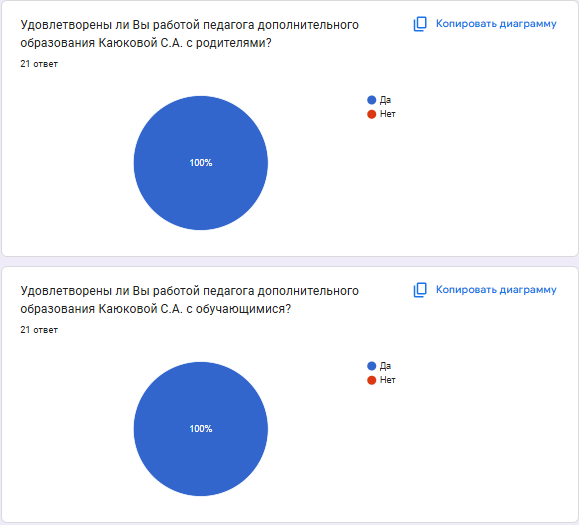 Удовлетворены ли Вы работой педагога дополнительного
образования Каюковой С.А. с родителями?
Копировать диаграмму
21 ответ
Да
Нет
100%
Удовлетворены ли Вы работой педагога дополнительного
образования Каюковой С.А. с обучающимися?
Копировать диаграмму
21 ответ
Да
Нет
100%